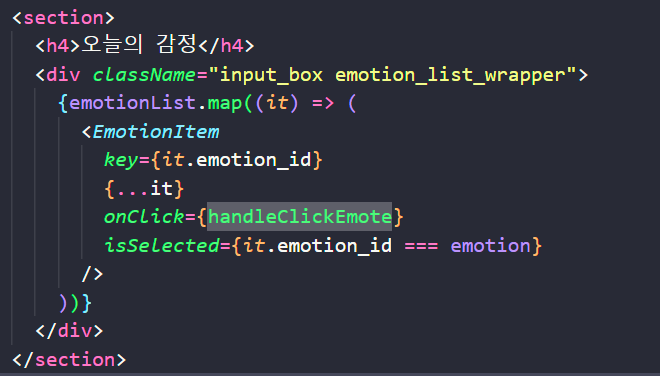 <section>
<h4>오늘의 감정</h4>
<div className="input_box emotion_list_wrapper">
{emotionList.map((it) => (
<EmotionItem
key={it.emotion_id}
{...it}
onClick={handleClickEmote}
isSelected={it.emotion_id === emotion}
/>
))}
</div>
</section>